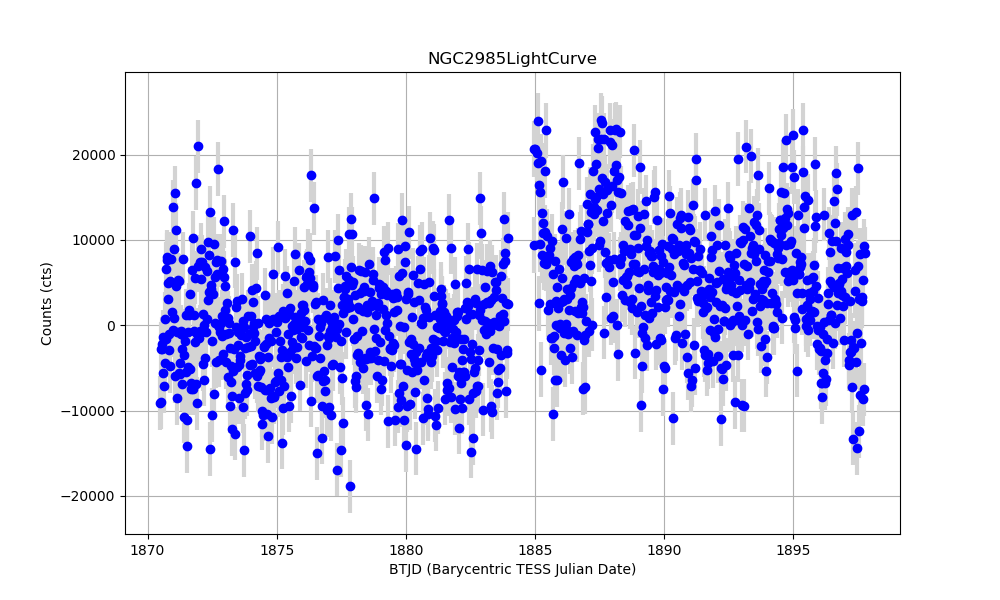 NGC2985LightCurve
20000
10000
0
−10000
−20000
Counts (cts)
1870 1875 1880 1885 1890 1895
BTJD (Barycentric TESS Julian Date)